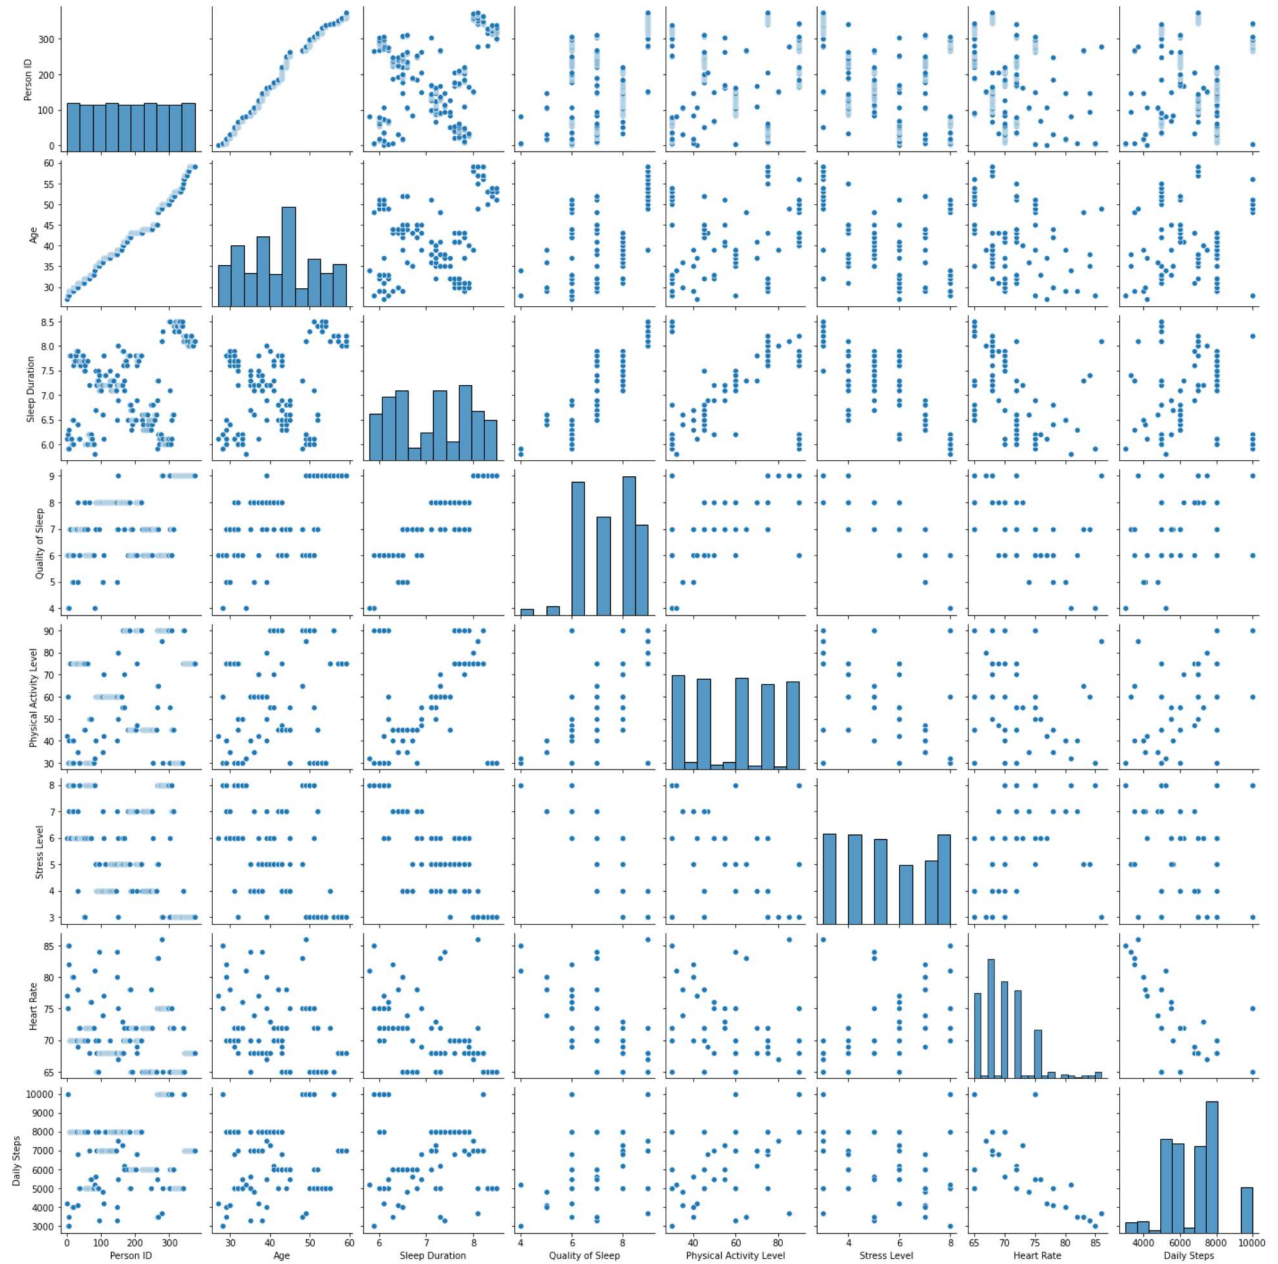 Person ID
300
200
100
0
Age
60
55
50
45
40
35
30
Sleep Duration
8.5
8.0
7.5
7.0
6.5
6.0
Quality of Sleep
9
8
7
6
5
4
Physical Activity Level
90
80
70
60
50
40
30
Stress Level
8
7
6
5
4
3
Heart Rate
85
80
75
70
65
Daily Steps
10000
9000
8000
7000
6000
5000
4000
3000
0 100 200 300
30 40 50 60
6 7 8
4 6 8
40 60 80
4 6 8
65 70 75 80 85
4000 6000 8000 10000
Person ID Age Sleep Duration Quality of Sleep Physical Activity Level Stress Level Heart Rate Daily Steps